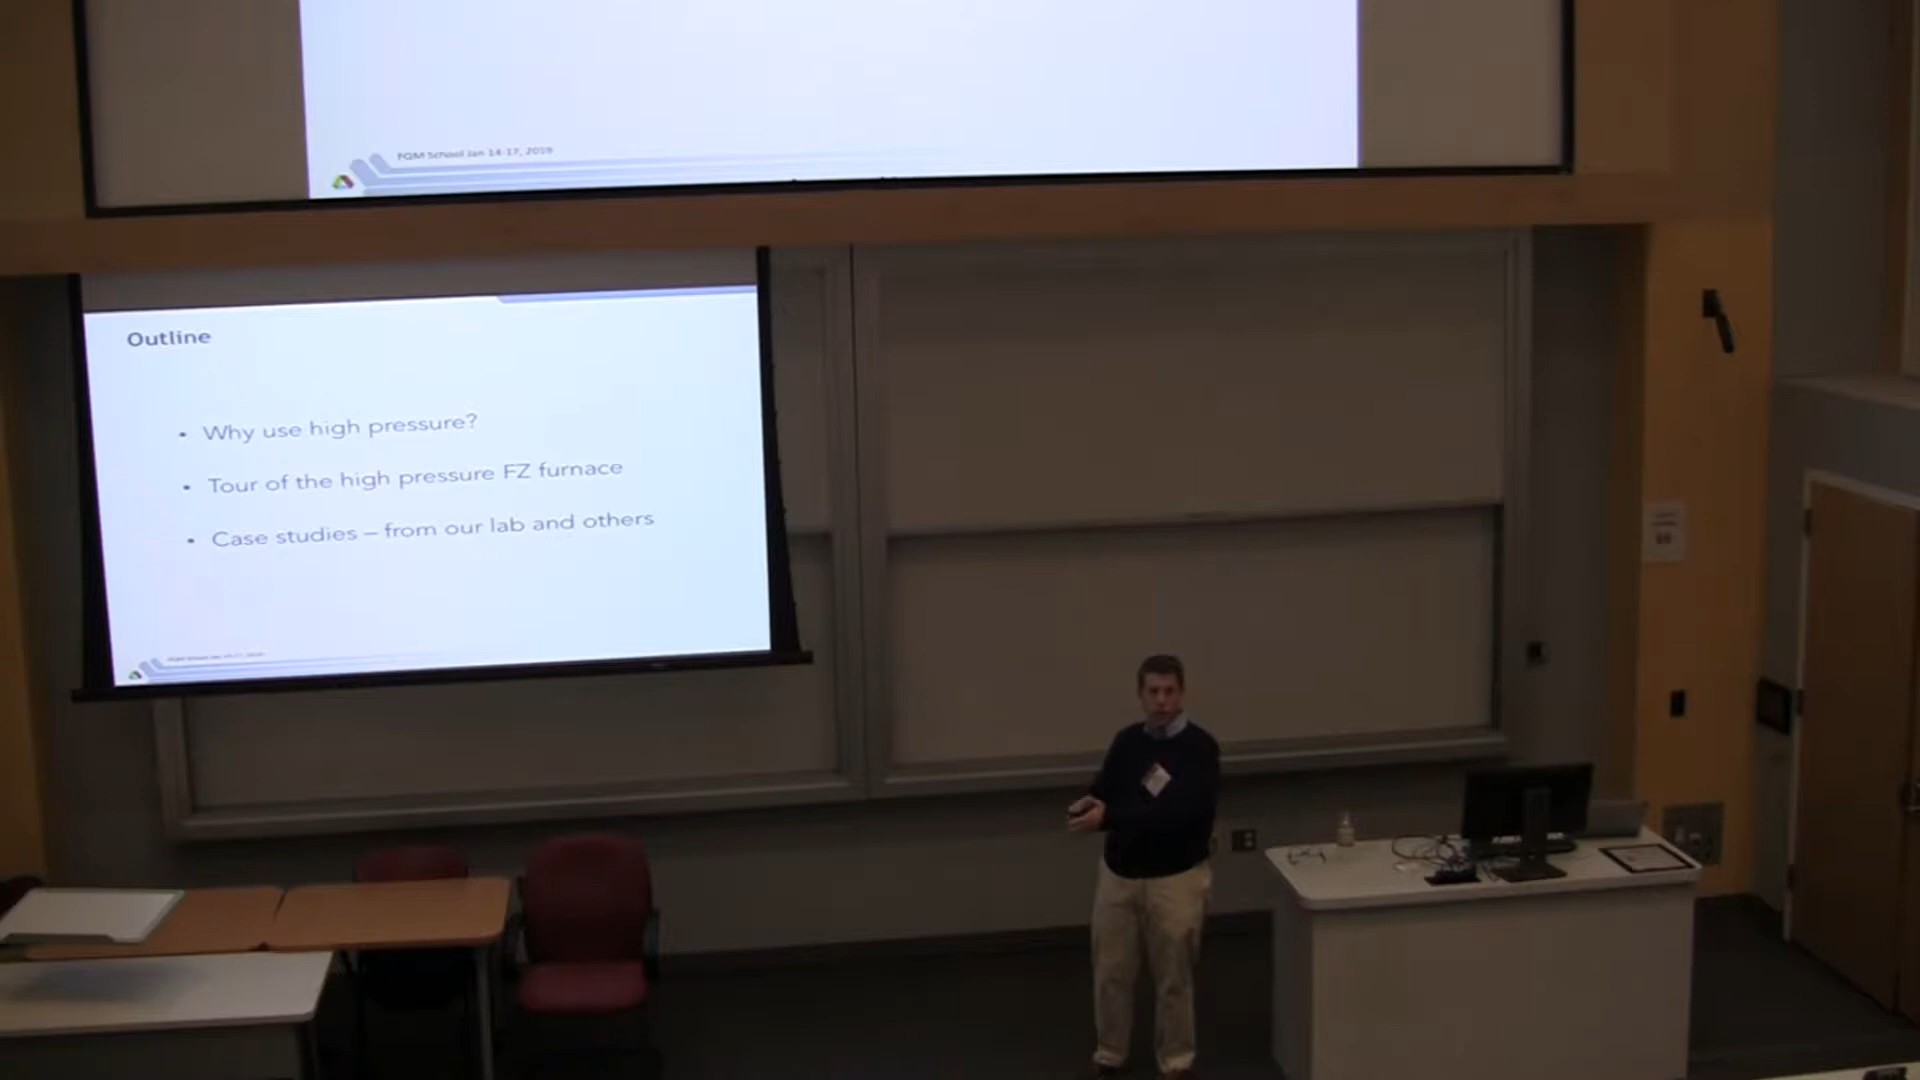 FQM School Jan 14-17, 2019
Outline
• Why use high pressure?
• Tour of the high pressure FZ furnace
• Case studies – from our lab and others